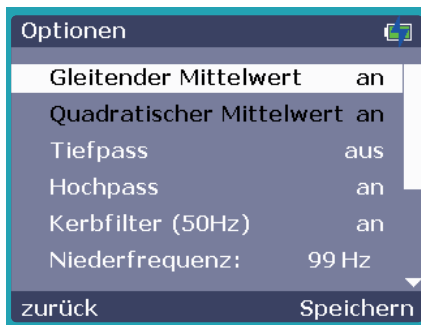 Optionen
Gleitender Mittelwert an
Quadratischer Mittelwert an
Tiefpass aus
Hochpass an
Kerbfilter (50Hz) an
Niederfrequenz: 99 Hz
zurück Speichern